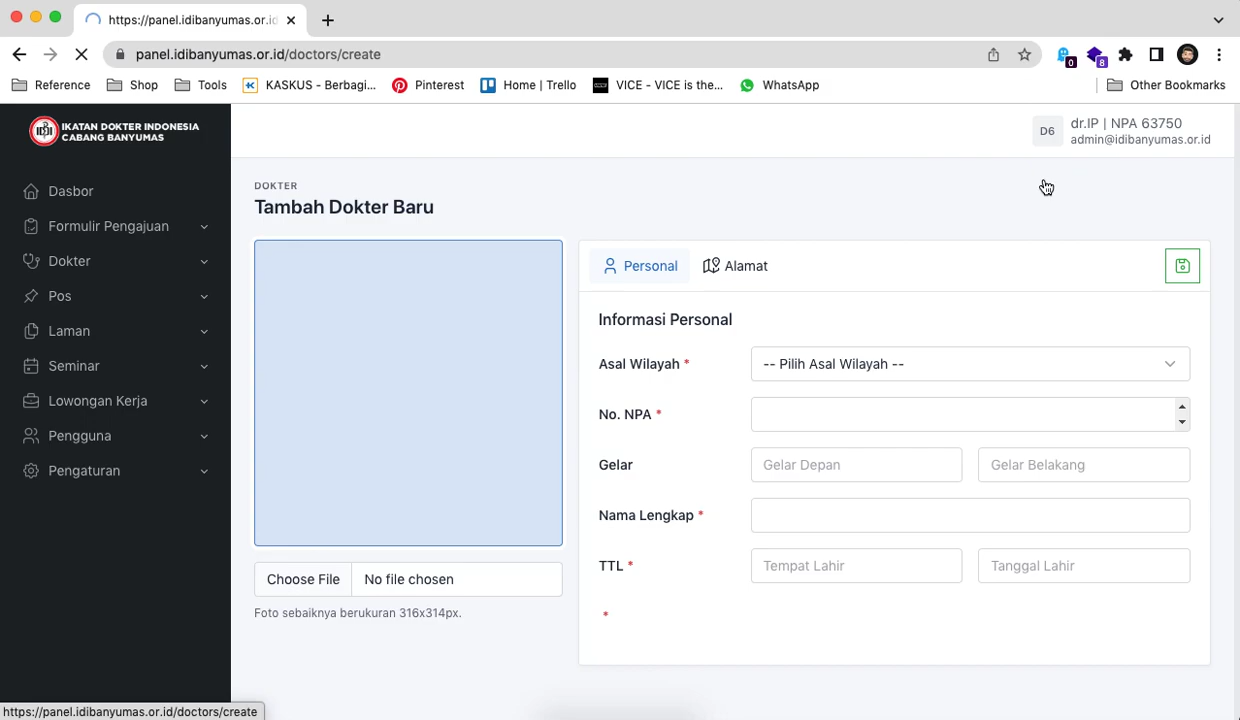 https://panel.idibanyumas.or.id
panel.idibanyumas.or.id/doctors/create
0
8
Reference
Shop
Tools
KASKUS - Berbagi...
Pinterest
Home | Trello
VICE - VICE is the...
WhatsApp
Other Bookmarks
IKATAN DOKTER INDONESIA
CABANG BANYUMAS
D6
dr.IP | NPA 63750
admin@idibanyumas.or.id
Dasbor
Formulir Pengajuan
Dokter
Pos
Laman
Seminar
Lowongan Kerja
Pengguna
Pengaturan
DOKTER
Tambah Dokter Baru
Choose File
No file chosen
Foto sebaiknya berukuran 316x314px.
Personal
Alamat
Informasi Personal
Asal Wilayah *
-- Pilih Asal Wilayah --
No. NPA *
Gelar
Gelar Depan
Gelar Belakang
Nama Lengkap *
TTL *
Tempat Lahir
Tanggal Lahir
*
https://panel.idibanyumas.or.id/doctors/create